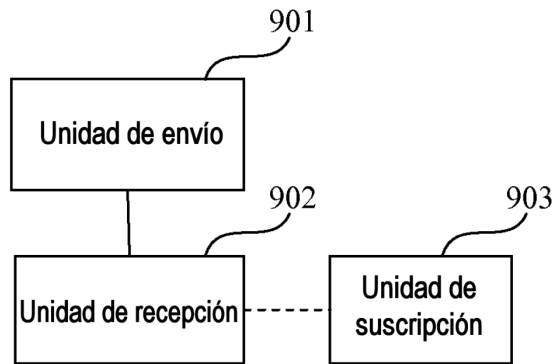 901
Unidad de envío
902
903
Unidad de recepción
Unidad de
suscripción